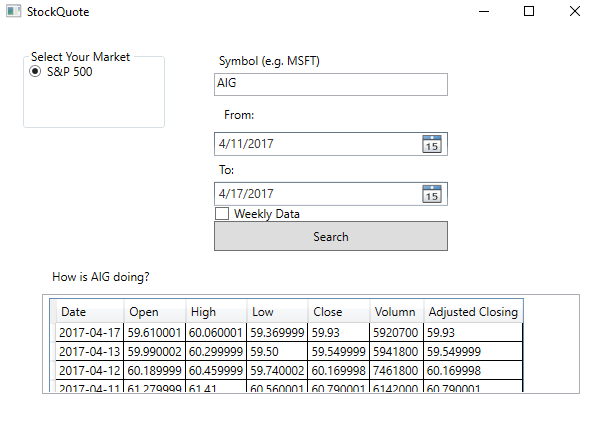 StockQuote
Select Your Market
S&P 500
Symbol (e.g. MSFT)
AIG
From:
4/11/2017
15
To:
4/17/2017
15
Weekly Data
Search
How is AIG doing?
Date Open High Low Close Volumn Adjusted Closing
2017-04-17 59.610001 60.060001 59.369999 59.93 5920700 59.93
2017-04-13 59.990002 60.299999 59.50 59.549999 5941800 59.549999
2017-04-12 60.189999 60.459999 59.740002 60.169998 7461800 60.169998
2017-04-11 61.279999 61.41 60.560001 60.790001 6142000 60.790001